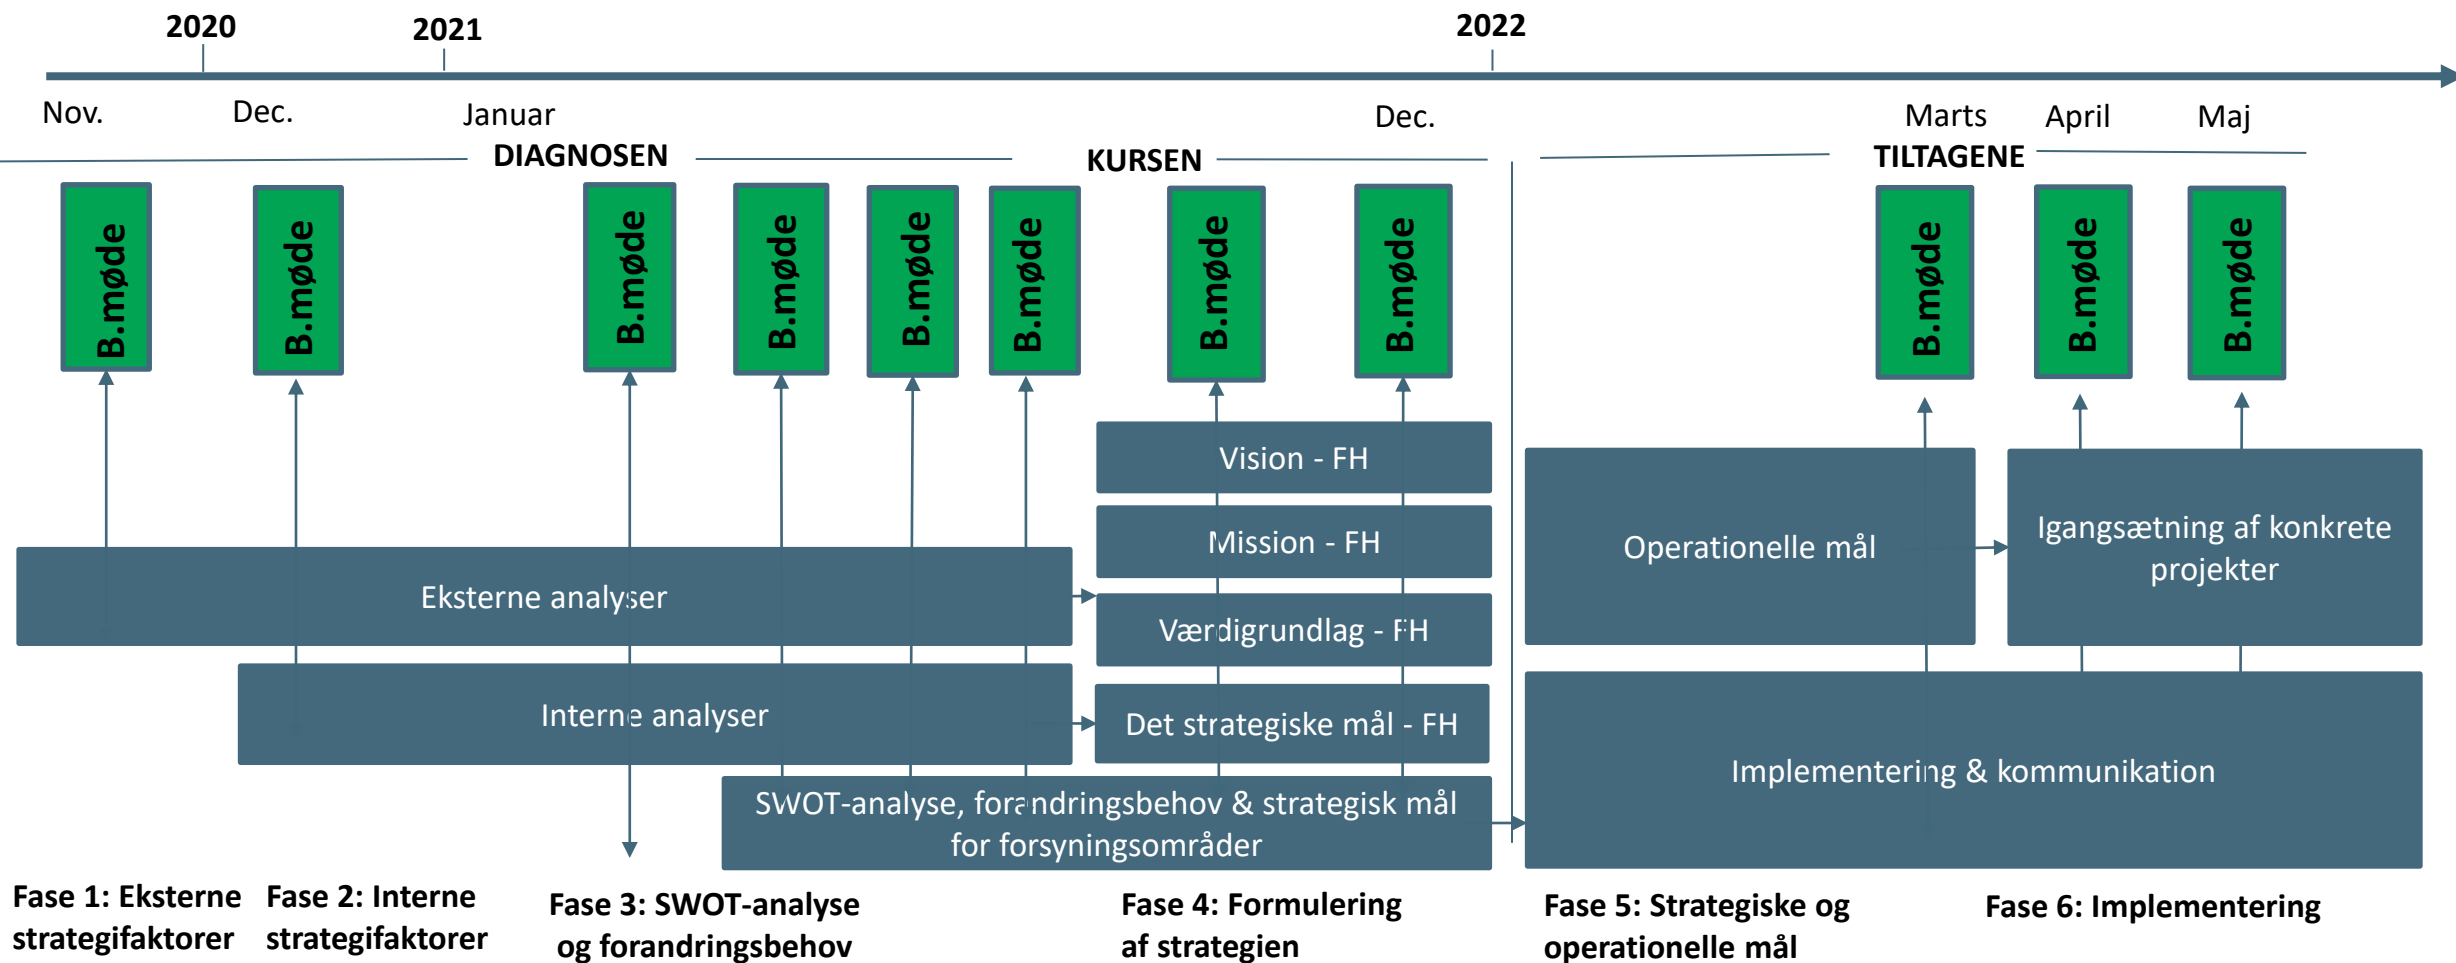 2020
2021
2022
Nov.
Dec.
Januar
Dec.
Marts
April
Maj
DIAGNOSEN
KURSEN
TILTAGENE
B.møde
B.møde
B.møde
B.møde
B.møde
B.møde
B.møde
B.møde
B.møde
B.møde
B.møde
Vision - FH
Mission - FH
Værdigrundlag - FH
Det strategiske mål - FH
Eksterne analyser
Interne analyser
SWOT-analyse, forandringsbehov & strategisk mål
for forsyningsområder
Operationelle mål
Igangsætning af konkrete
projekter
Implementering & kommunikation
Fase 1: Eksterne
strategifaktorer
Fase 2: Interne
strategifaktorer
Fase 3: SWOT-analyse
og forandringsbehov
Fase 4: Formulering
af strategien
Fase 5: Strategiske og
operationelle mål
Fase 6: Implementering